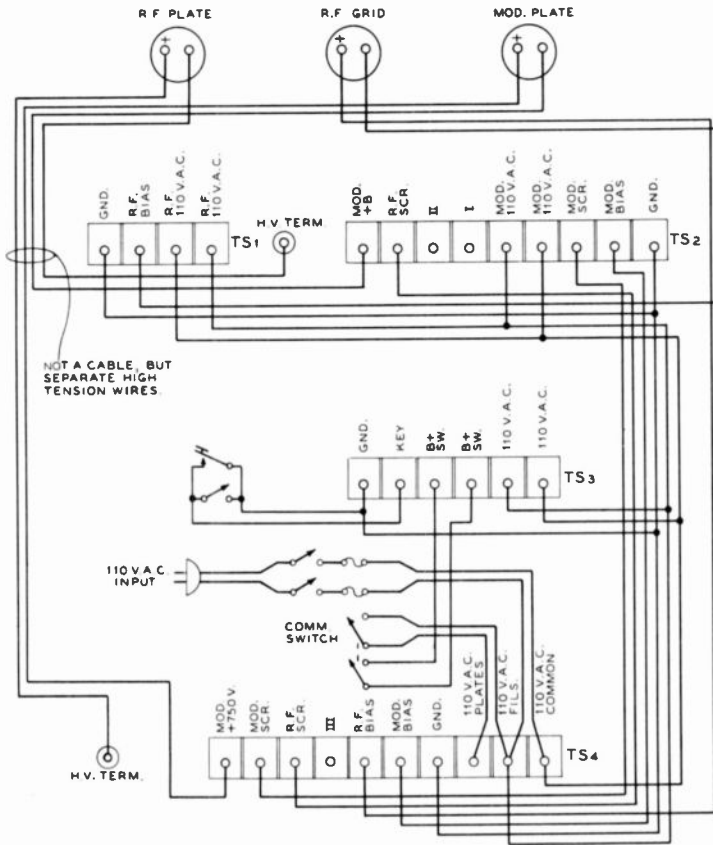 R.F PLATE
R.F GRID
MOD. PLATE
+
+
+
GND.
R.F. BIAS
R.F. 110 V.A.C.
R.F. 110 V.A.C.
TS1
H.V. TERM.
MOD. +B
R.F. SCR.
II
I
MOD. 110 V.A.C.
MOD. 110 V.A.C.
MOD. SCR.
MOD. BIAS
GND.
TS2
NOT A CABLE, BUT
SEPARATE HIGH
TENSION WIRES.
GND.
KEY
B+ SW.
B+ SW.
110 V.A.C.
110 V.A.C.
TS3
110 V.A.C.
INPUT
COMM.
SWITCH
MOD. +750 V.
MOD. SCR.
R.F. SCR.
III
R.F. BIAS
MOD. BIAS
GND.
110 V.A.C. PLATES
110 V.A.C. FILS.
110 V.A.C. COMMON
TS4
H.V. TERM.